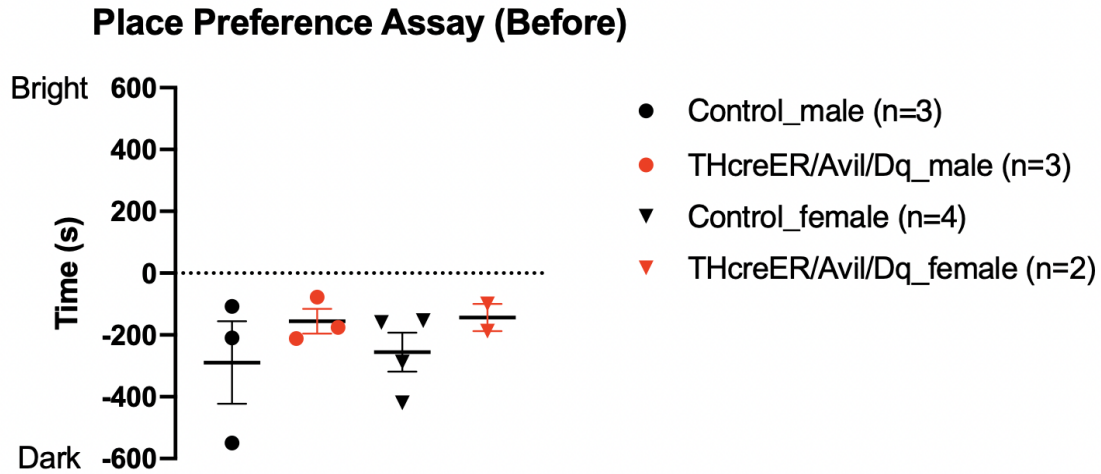 Place Preference Assay (Before)
Bright
600
400
200
0
-200
-400
-600
Dark
Time (s)
Control_male (n=3)
THcreER/Avil/Dq_male (n=3)
Control_female (n=4)
THcreER/Avil/Dq_female (n=2)